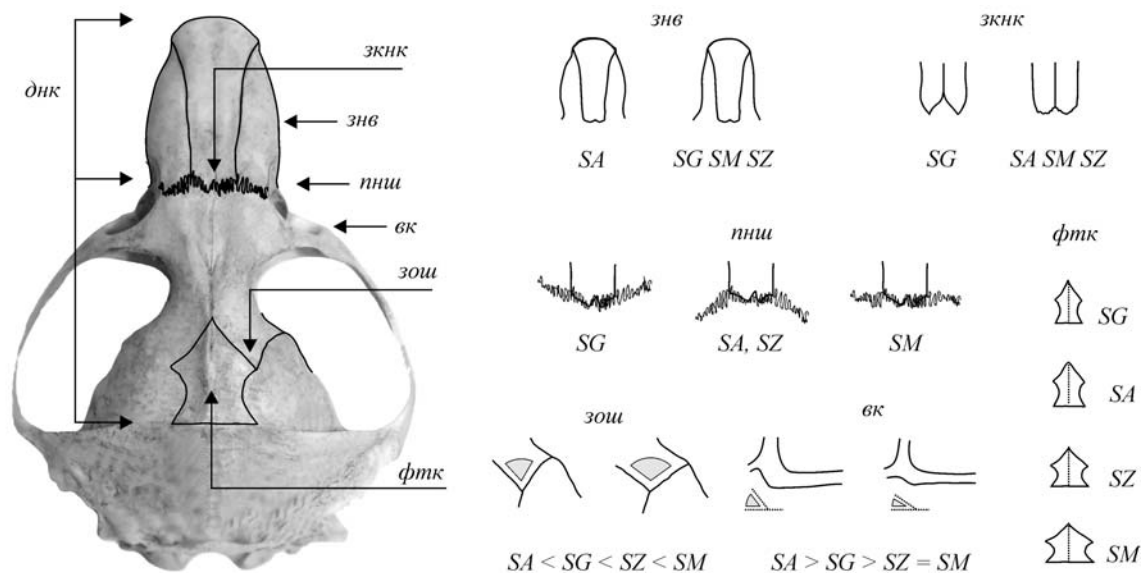 днк
зкнк
знв
пнш
вк
зош
фтк
знв
SA
SG SM SZ
зкнк
SG
SA SM SZ
пнш
SG
SA, SZ
SM
фтк
SG
SA
SZ
SM
зош
SA < SG < SZ < SM
вк
SA > SG > SZ = SM